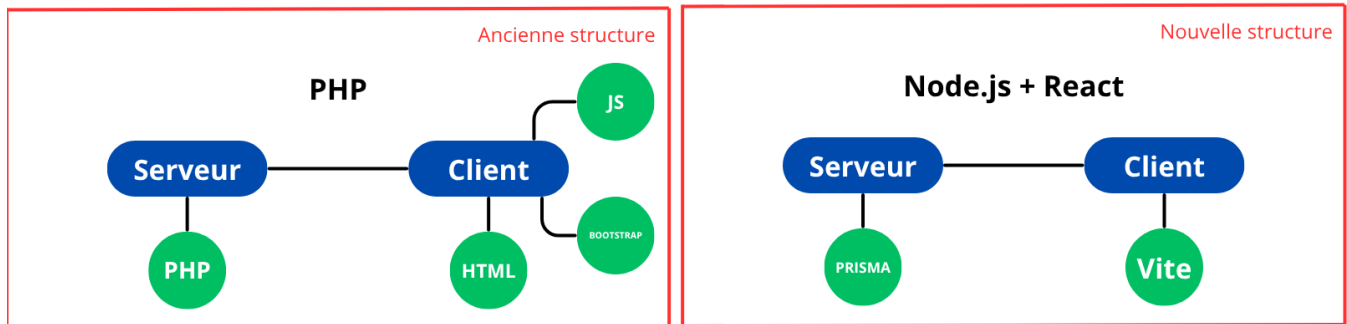 Ancienne structure
PHP
JS
Serveur
Client
BOOTSTRAP
PHP
HTML
Nouvelle structure
Node.js + React
Serveur
Client
PRISMA
Vite